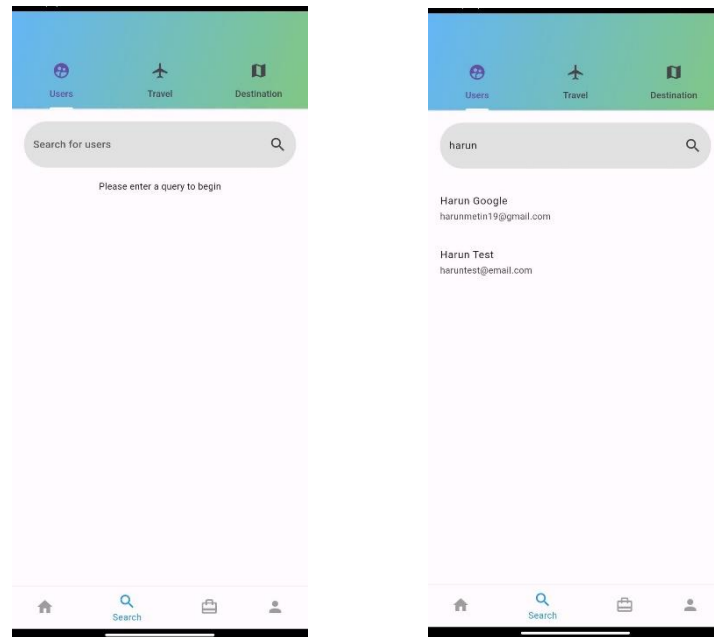 Users Travel Destination
Search for users
Please enter a query to begin
Search
Users Travel Destination
harun
Harun Google
harunmetin19@gmail.com
Harun Test
haruntest@email.com
Search